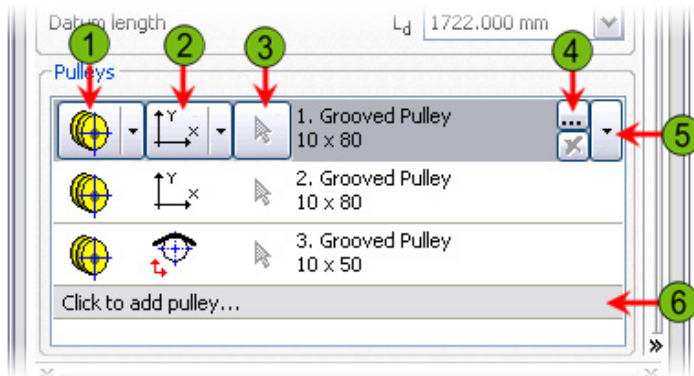 Datum length Ld 1722.000 mm
1 2 3 4
Pulleys
Y X
1. Grooved Pulley ...
10 x 80
5
Y X
2. Grooved Pulley
10 x 80
3. Grooved Pulley
10 x 50
Click to add pulley... 6
»